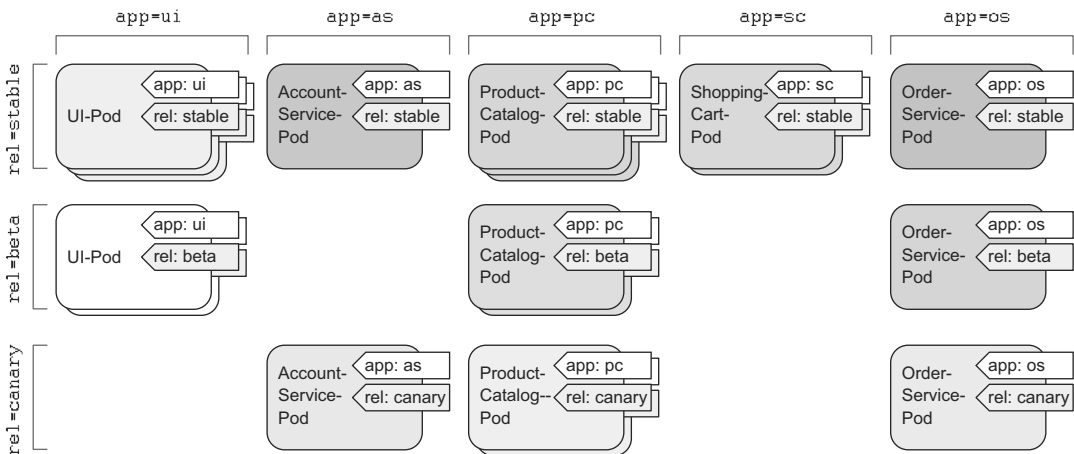 app=ui
app=as
app=pc
app=sc
app=os
rel=stable
UI-Pod
app: ui
rel: stable
Account-
Service-
Pod
app: as
rel: stable
Product-
Catalog-
Pod
app: pc
rel: stable
Shopping-
Cart-
Pod
app: sc
rel: stable
Order-
Service-
Pod
app: os
rel: stable
rel=beta
UI-Pod
app: ui
rel: beta
Product-
Catalog-
Pod
app: pc
rel: beta
Order-
Service-
Pod
app: os
rel: beta
rel=canary
Account-
Service-
Pod
app: as
rel: canary
Product-
Catalog--
Pod
app: pc
rel: canary
Order-
Service-
Pod
app: os
rel: canary